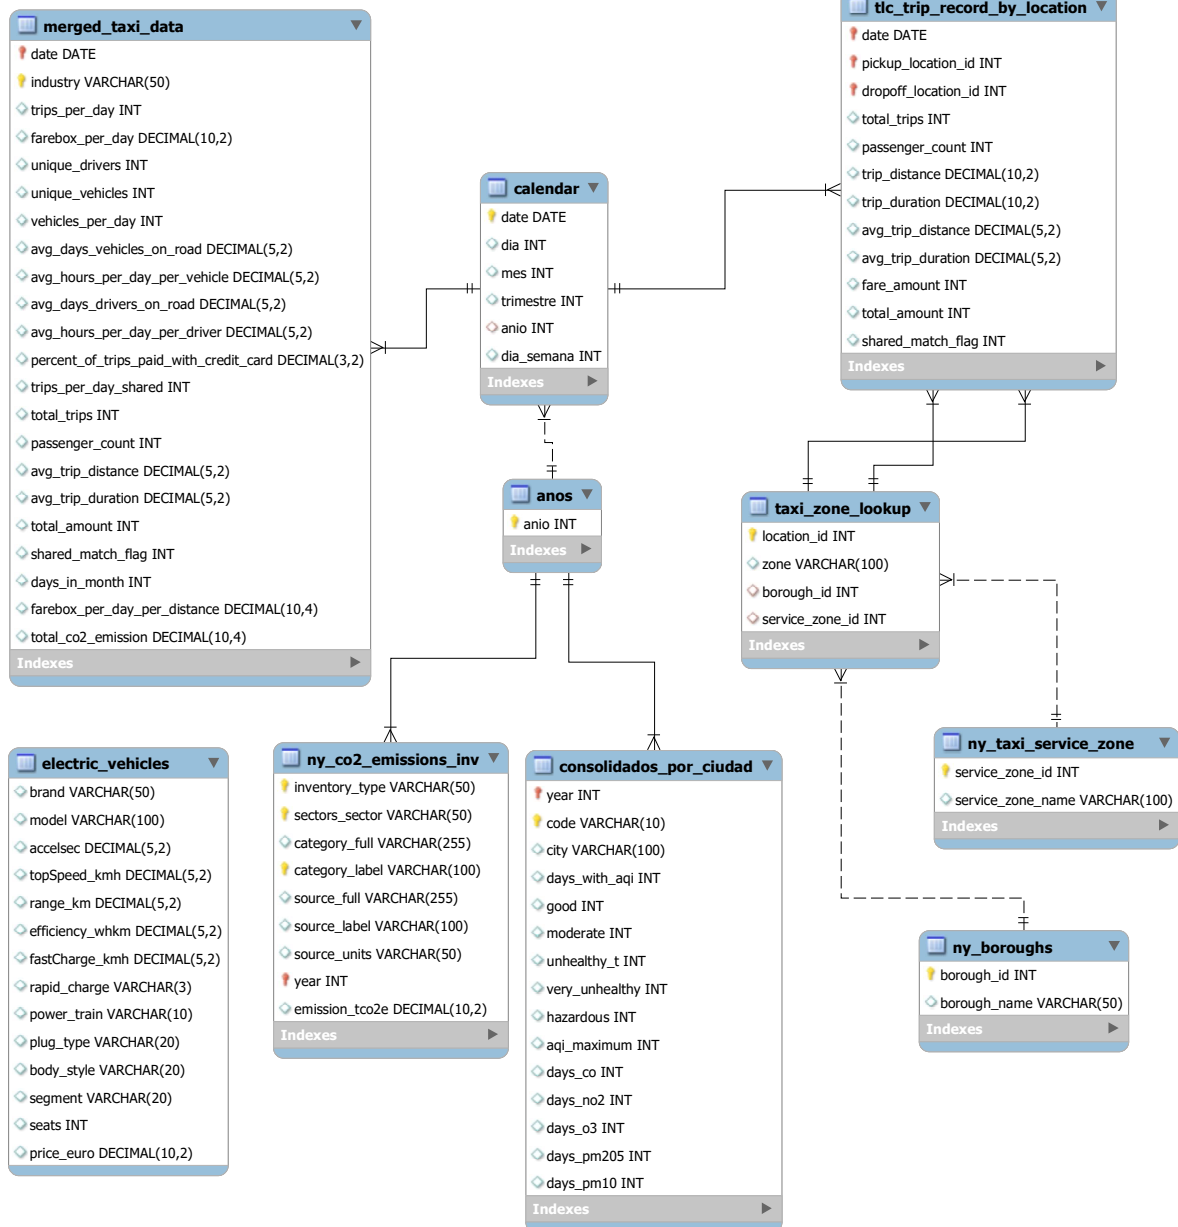 merged_taxi_data
date DATE
industry VARCHAR(50)
trips_per_day INT
farebox_per_day DECIMAL(10,2)
unique_drivers INT
unique_vehicles INT
vehicles_per_day INT
avg_days_vehicles_on_road DECIMAL(5,2)
avg_hours_per_day_per_vehicle DECIMAL(5,2)
avg_days_drivers_on_road DECIMAL(5,2)
avg_hours_per_day_per_driver DECIMAL(5,2)
percent_of_trips_paid_with_credit_card DECIMAL(3,2)
trips_per_day_shared INT
total_trips INT
passenger_count INT
avg_trip_distance DECIMAL(5,2)
avg_trip_duration DECIMAL(5,2)
total_amount INT
shared_match_flag INT
days_in_month INT
farebox_per_day_per_distance DECIMAL(10,4)
total_co2_emission DECIMAL(10,4)
Indexes
calendar
date DATE
dia INT
mes INT
trimestre INT
anio INT
dia_semana INT
Indexes
tlc_trip_record_by_location
date DATE
pickup_location_id INT
dropoff_location_id INT
total_trips INT
passenger_count INT
trip_distance DECIMAL(10,2)
trip_duration DECIMAL(10,2)
avg_trip_distance DECIMAL(5,2)
avg_trip_duration DECIMAL(5,2)
fare_amount INT
total_amount INT
shared_match_flag INT
Indexes
anos
anio INT
Indexes
taxi_zone_lookup
location_id INT
zone VARCHAR(100)
borough_id INT
service_zone_id INT
Indexes
electric_vehicles
brand VARCHAR(50)
model VARCHAR(100)
accelsec DECIMAL(5,2)
topSpeed_kmh DECIMAL(5,2)
range_km DECIMAL(5,2)
efficiency_whkm DECIMAL(5,2)
fastCharge_kmh DECIMAL(5,2)
rapid_charge VARCHAR(3)
power_train VARCHAR(10)
plug_type VARCHAR(20)
body_style VARCHAR(20)
segment VARCHAR(20)
seats INT
price_euro DECIMAL(10,2)
ny_co2_emissions_inv
inventory_type VARCHAR(50)
sectors_sector VARCHAR(50)
category_full VARCHAR(255)
category_label VARCHAR(100)
source_full VARCHAR(255)
source_label VARCHAR(100)
source_units VARCHAR(50)
year INT
emission_tco2e DECIMAL(10,2)
Indexes
consolidados_por_ciudad
year INT
code VARCHAR(10)
city VARCHAR(100)
days_with_aqi INT
good INT
moderate INT
unhealthy_t INT
very_unhealthy INT
hazardous INT
aqi_maximum INT
days_co INT
days_no2 INT
days_o3 INT
days_pm205 INT
days_pm10 INT
Indexes
ny_taxi_service_zone
service_zone_id INT
service_zone_name VARCHAR(100)
Indexes
ny_boroughs
borough_id INT
borough_name VARCHAR(50)
Indexes